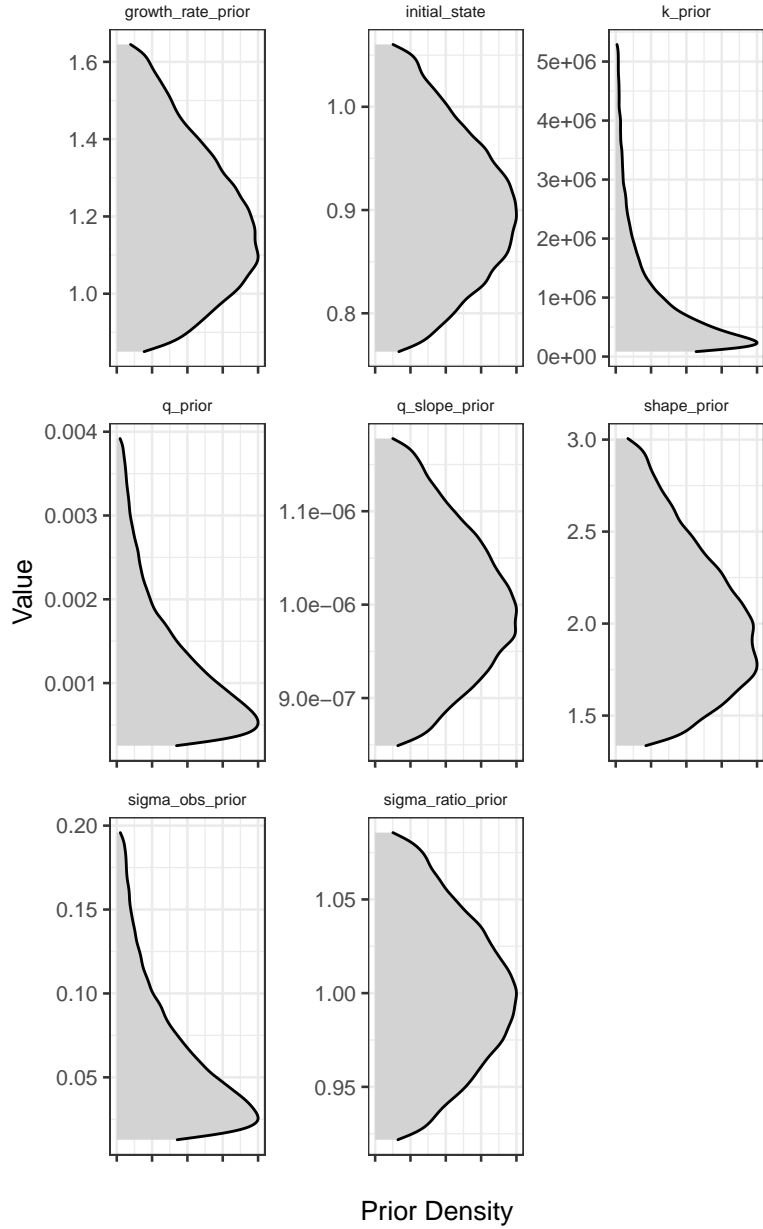 growth_rate_prior
initial_state
k_prior
1.6
1.4
1.2
1.0
1.0
0.9
0.8
5e+06
4e+06
3e+06
2e+06
1e+06
0e+00
q_prior
q_slope_prior
shape_prior
0.004
0.003
0.002
0.001
1.1e−06
1.0e−06
9.0e−07
3.0
2.5
2.0
1.5
Value
sigma_obs_prior
sigma_ratio_prior
0.20
0.15
0.10
0.05
1.05
1.00
0.95
Prior Density